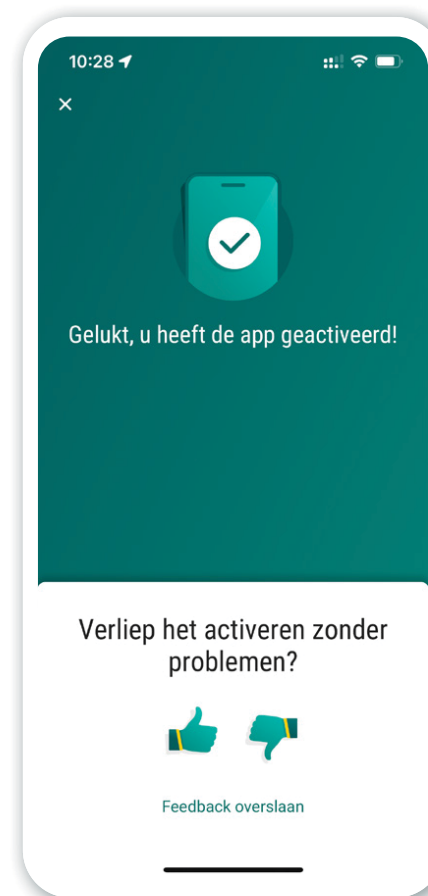 10:28
Gelukt, u heeft de app geactiveerd!
Verliep het activeren zonder
problemen?
Feedback overslaan